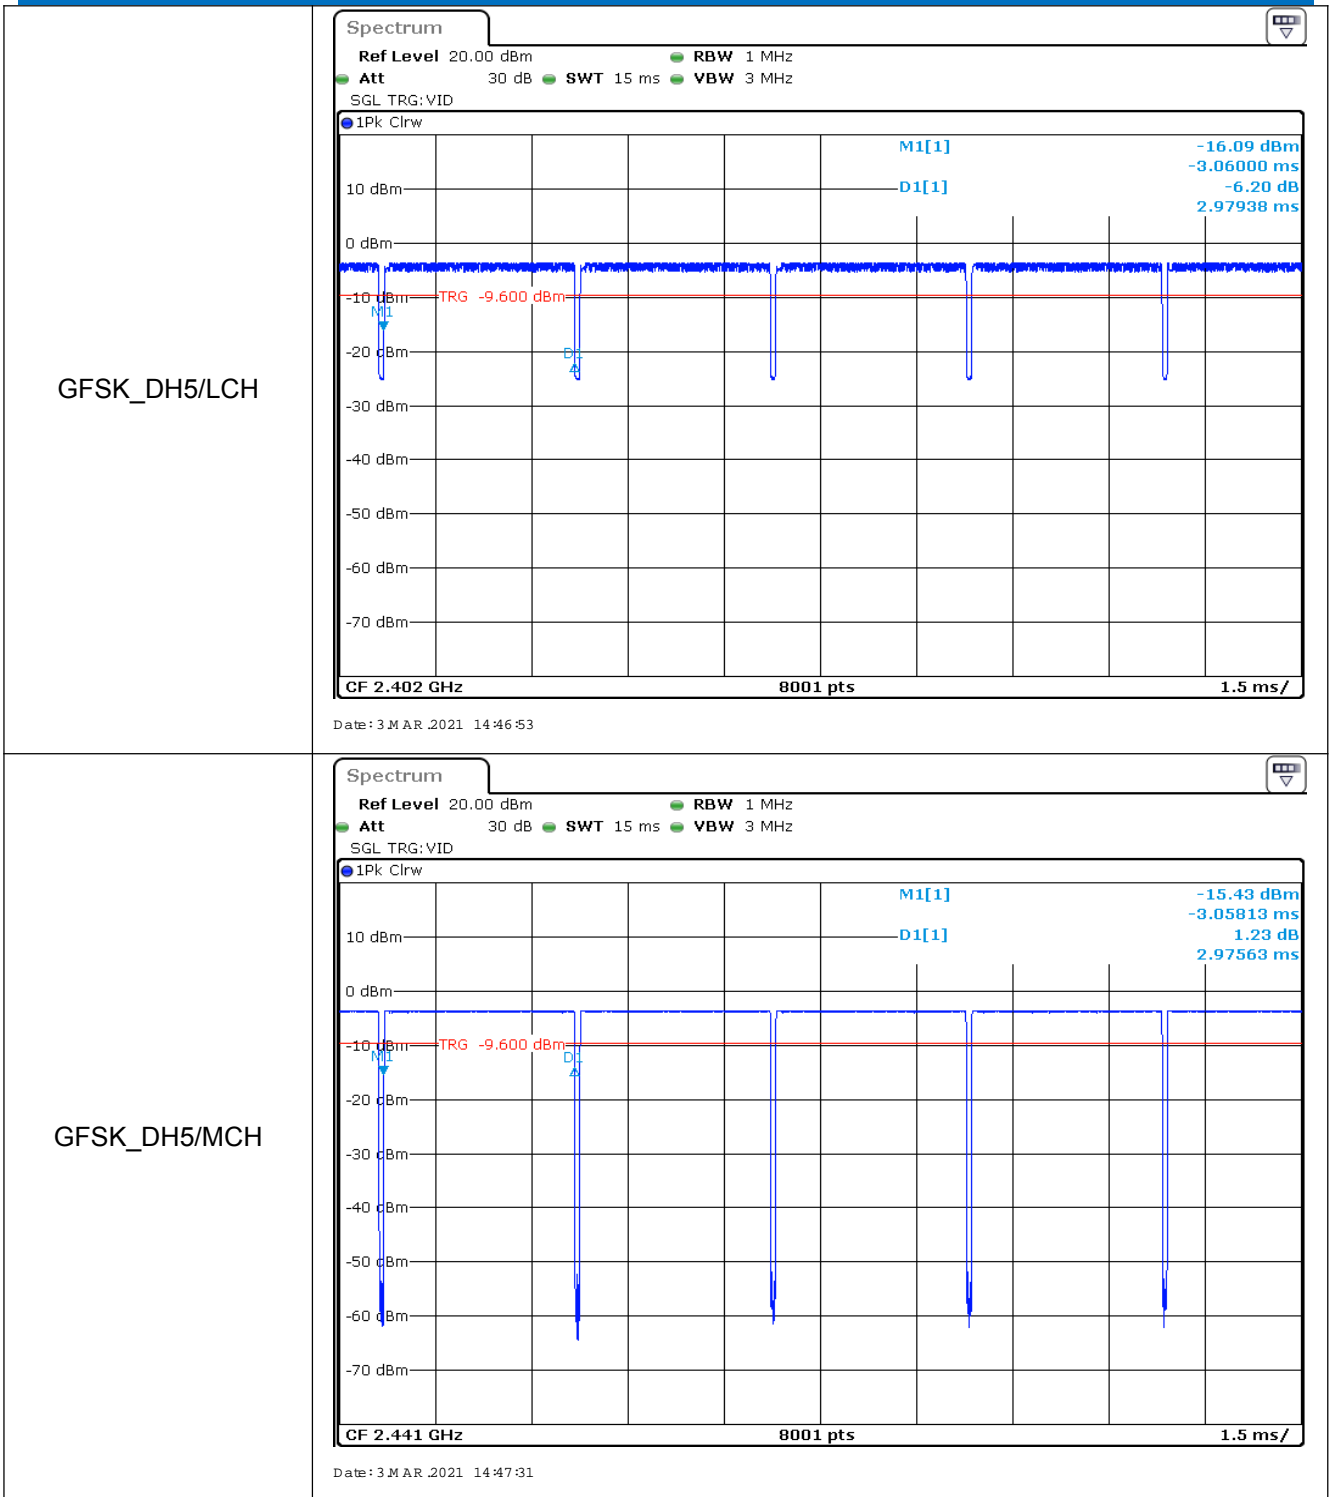 GFSK_DH5/LCH
Spectrum
Ref Level 20.00 dBm RBW 1 MHz
Att 30 dB SWT 15 ms VBW 3 MHz
SGL TRG:VID
1Pk Clrw
M1[1] -16.09 dBm
-3.06000 ms
10 dBm D1[1] -6.20 dB
2.97938 ms
0 dBm
-10 dBm TRG -9.600 dBm
M1
-20 dBm D1
-30 dBm
-40 dBm
-50 dBm
-60 dBm
-70 dBm
CF 2.402 GHz 8001 pts 1.5 ms/
Date: 3.MAR.2021 14:46:53
GFSK_DH5/MCH
Spectrum
Ref Level 20.00 dBm RBW 1 MHz
Att 30 dB SWT 15 ms VBW 3 MHz
SGL TRG:VID
1Pk Clrw
M1[1] -15.43 dBm
-3.05813 ms
10 dBm D1[1] 1.23 dB
2.97563 ms
0 dBm
-10 dBm TRG -9.600 dBm
M1 D1
-20 dBm
-30 dBm
-40 dBm
-50 dBm
-60 dBm
-70 dBm
CF 2.441 GHz 8001 pts 1.5 ms/
Date: 3.MAR.2021 14:47:31